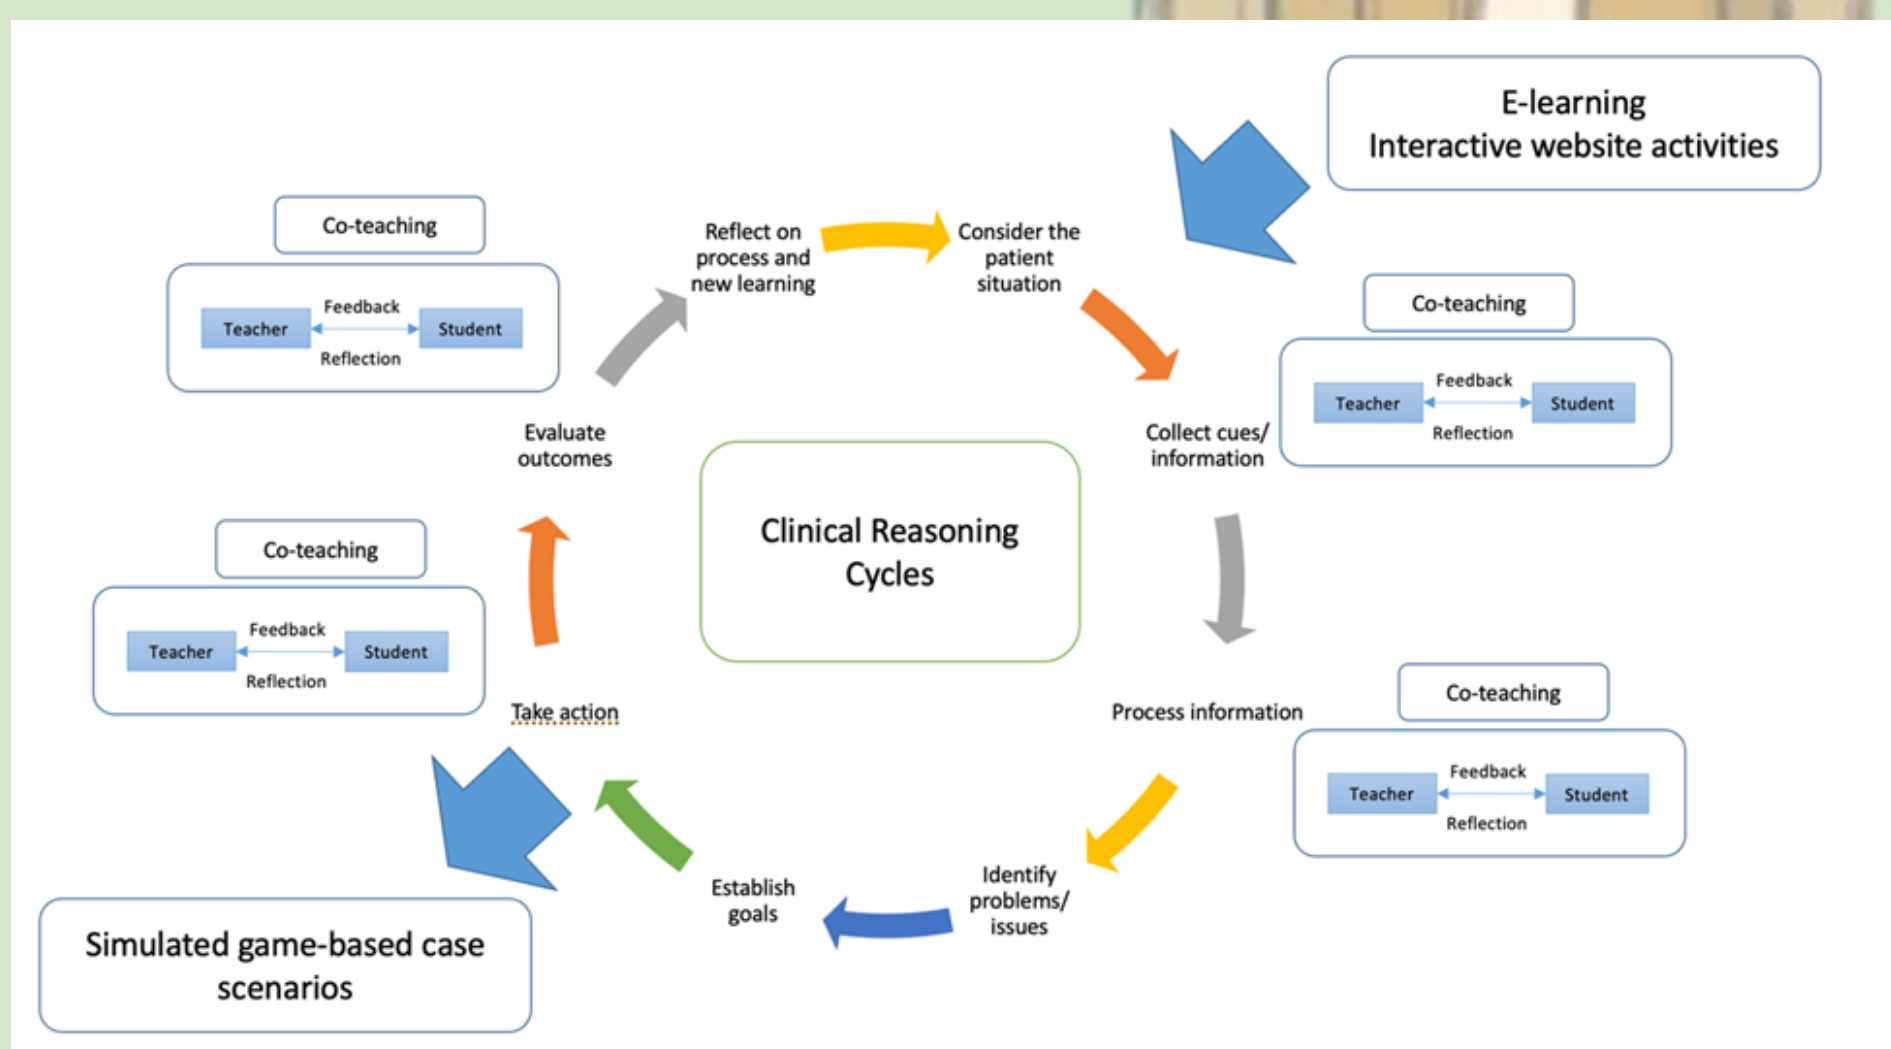 E-learning
Interactive website activities
Co-teaching
Feedback
Teacher
Student
Reflection
Reflect on
process and
new learning
Consider the
patient
situation
Co-teaching
Feedback
Teacher
Student
Reflection
Evaluate
outcomes
Collect cues/
information
Clinical Reasoning
Cycles
Co-teaching
Feedback
Teacher
Student
Reflection
Take action
Process information
Co-teaching
Feedback
Teacher
Student
Reflection
Establish
goals
Identify
problems/
issues
Simulated game-based case
scenarios